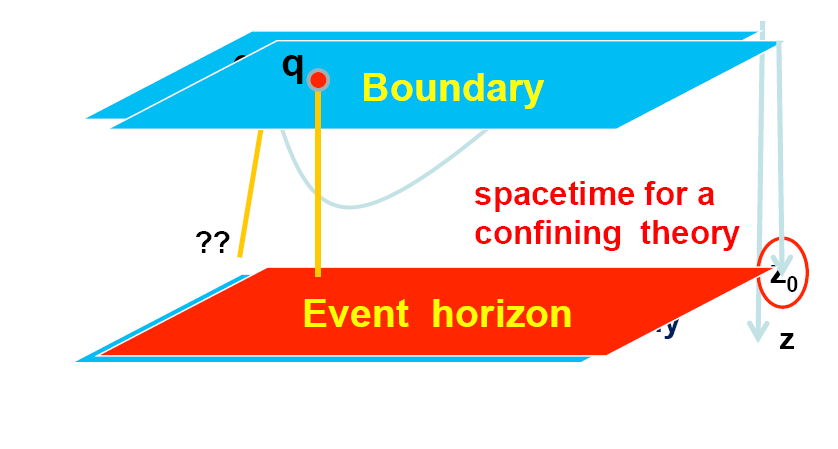 q
Boundary
spacetime for a
confining theory
??
z₀
Event horizon
z